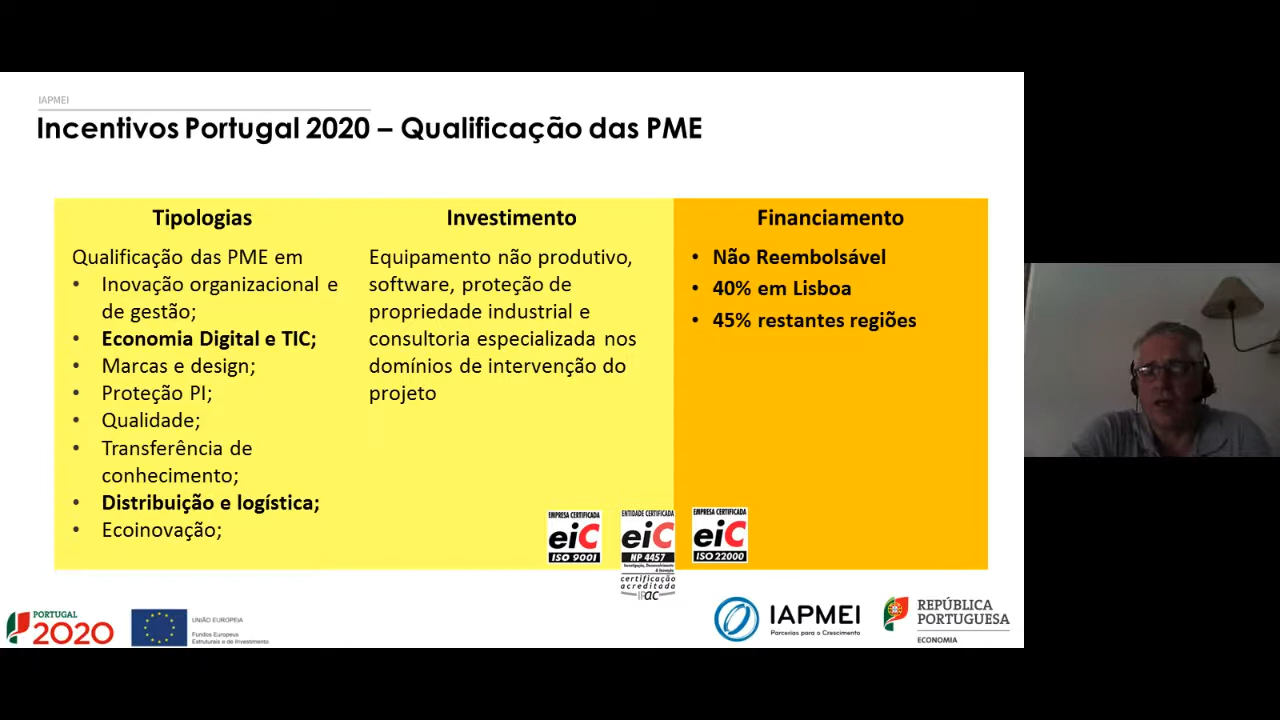 IAPMEI
Incentivos Portugal 2020 – Qualificação das PME
Tipologias
Qualificação das PME em
• Inovação organizacional e
de gestão;
• Economia Digital e TIC;
• Marcas e design;
• Proteção PI;
• Qualidade;
• Transferência de
conhecimento;
• Distribuição e logística;
• Ecoinovação;
Investimento
Equipamento não produtivo,
software, proteção de
propriedade industrial e
consultoria especializada nos
domínios de intervenção do
projeto
Financiamento
• Não Reembolsável
• 40% em Lisboa
• 45% restantes regiões
EMPRESA CERTIFICADA
eiC
ISO 9001
ENTIDADE CERTIFICADA
eiC
NP 4457
Investigação, Desenvolvimento
e Inovação
certificação
acreditada
IPac
EMPRESA CERTIFICADA
eiC
ISO 22000
PORTUGAL
2020
UNIÃO EUROPEIA
Fundos Europeus
Estruturais e de Investimento
IAPMEI
Parcerias para o Crescimento
REPÚBLICA
PORTUGUESA
ECONOMIA